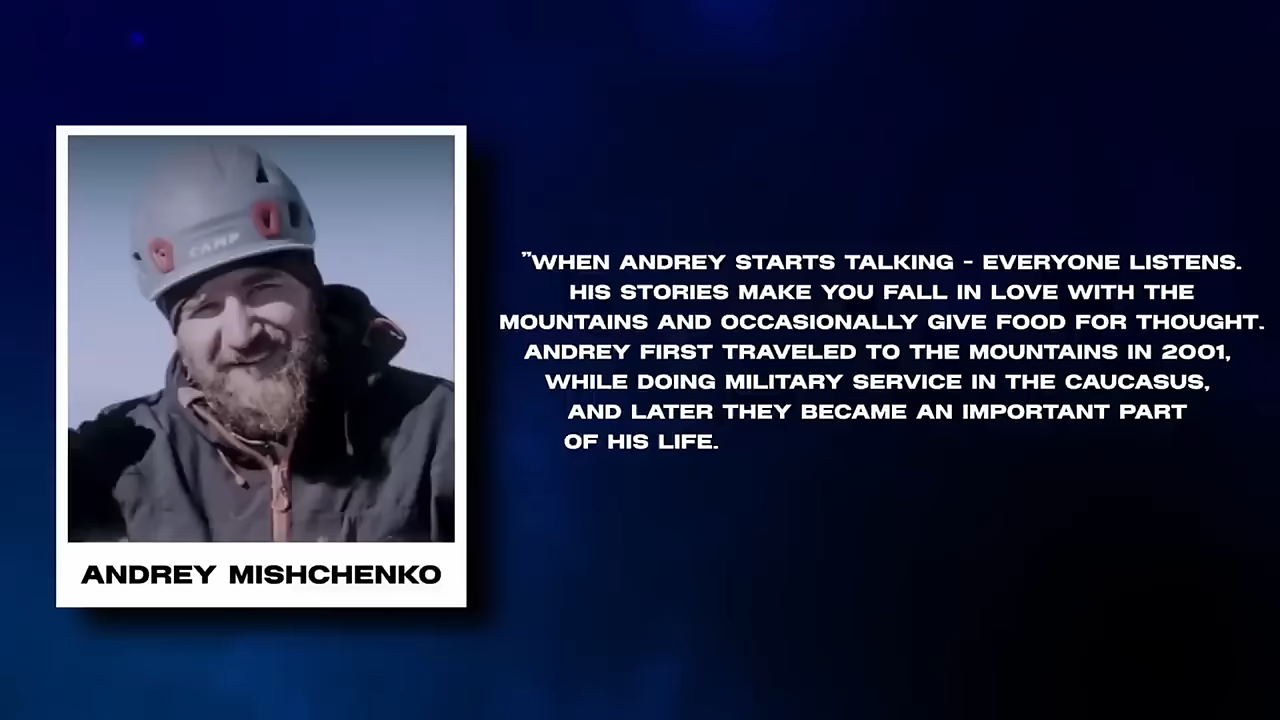 CAMP
"WHEN ANDREY STARTS TALKING - EVERYONE LISTENS.
HIS STORIES MAKE YOU FALL IN LOVE WITH THE
MOUNTAINS AND OCCASIONALLY GIVE FOOD FOR THOUGHT.
ANDREY FIRST TRAVELED TO THE MOUNTAINS IN 2001,
WHILE DOING MILITARY SERVICE IN THE CAUCASUS,
AND LATER THEY BECAME AN IMPORTANT PART
OF HIS LIFE.
ANDREY MISHCHENKO